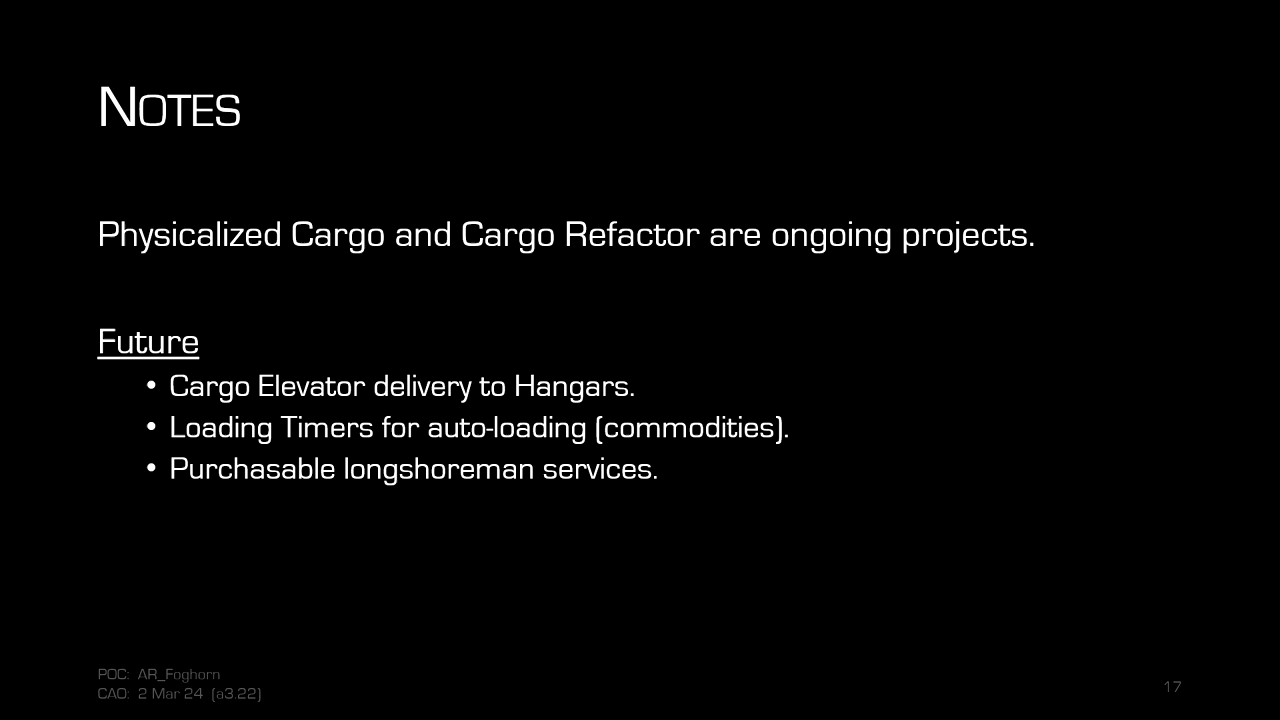 NOTES
Physicalized Cargo and Cargo Refactor are ongoing projects.
Future
• Cargo Elevator delivery to Hangars.
• Loading Timers for auto-loading (commodities).
• Purchasable longshoreman services.
POC: AR_Foghorn
CAO: 2 Mar 24 (a3.22)
17